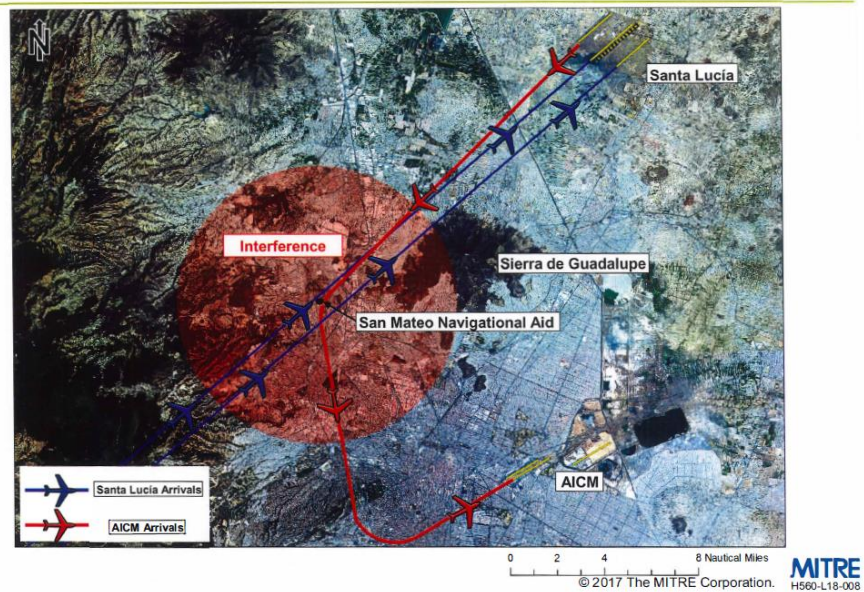 N
Santa Lucía
Interference
Sierra de Guadalupe
San Mateo Navigational Aid
AICM
Santa Lucía Arrivals
AICM Arrivals
0 2 4 8 Nautical Miles
© 2017 The MITRE Corporation.
MITRE
H560-L18-008